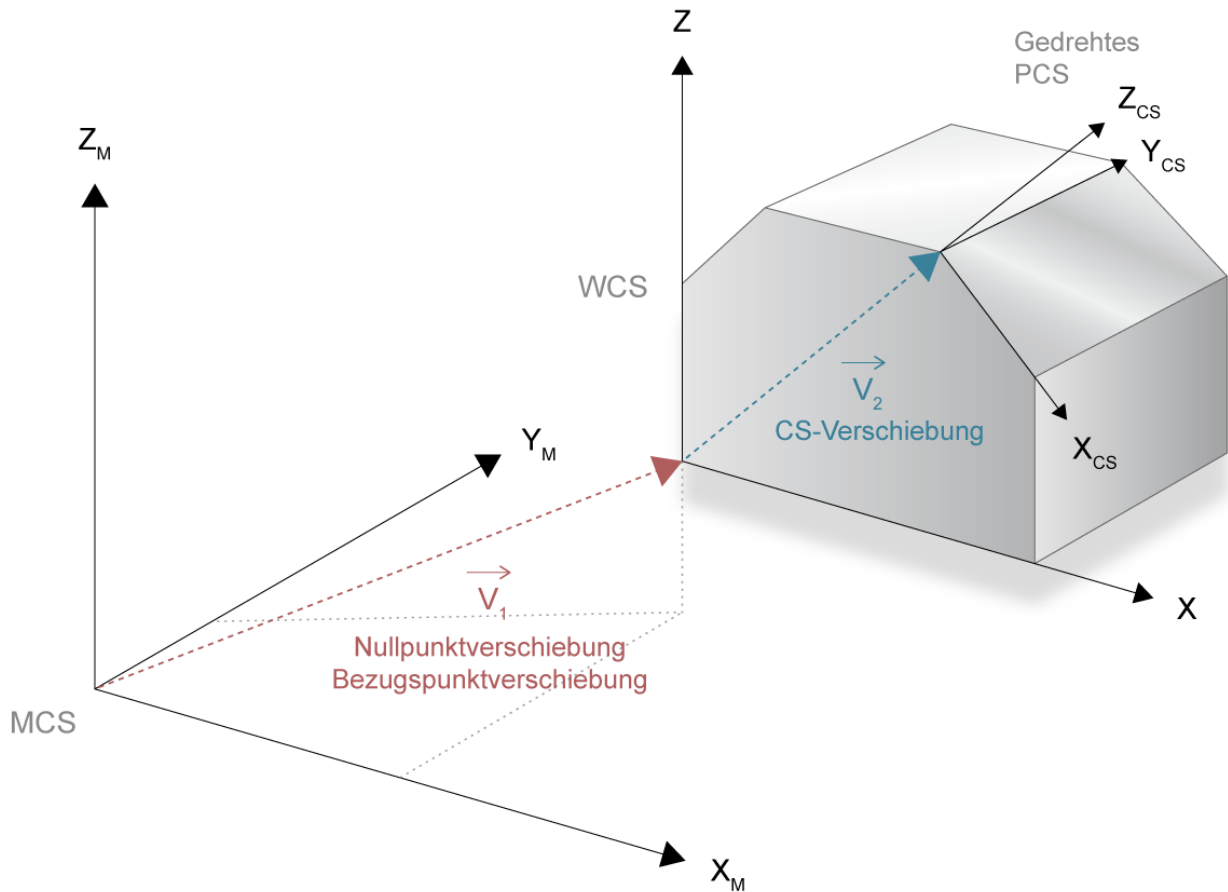 Z
Gedrehtes
PCS
Z_CS
Y_CS
Z_M
WCS
V_2
CS-Verschiebung
X_CS
Y_M
V_1
X
Nullpunktverschiebung
Bezugspunktverschiebung
MCS
X_M